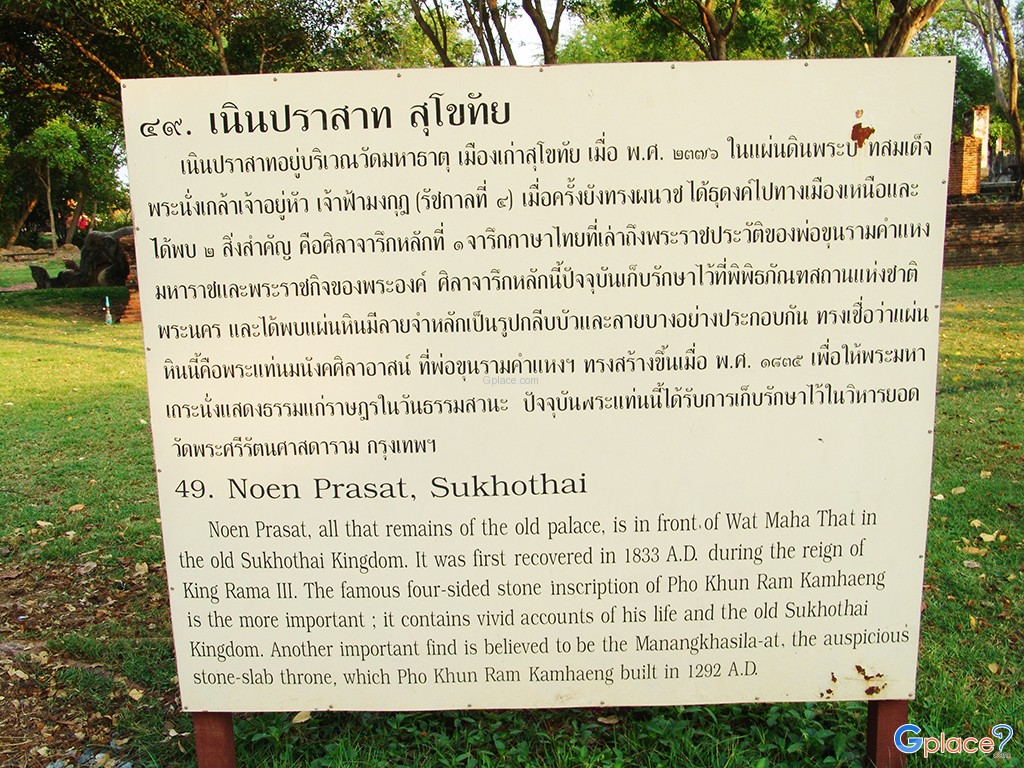 ๔๙. เนินปราสาท สุโขทัย
เนินปราสาทอยู่บริเวณวัดมหาธาตุ เมืองเก่าสุโขทัย เมื่อ พ.ศ. ๒๓๗๖ ในแผ่นดินพระบ ทสมเด็จ
พระนั่งเกล้าเจ้าอยู่หัว เจ้าฟ้ามงกุฎ (รัชกาลที่ ๔) เมื่อครั้งยังทรงผนวช ได้ธุดงค์ไปทางเมืองเหนือและ
ได้พบ ๒ สิ่งสำคัญ คือศิลาจารึกหลักที่ ๑ จารึกภาษาไทยที่เล่าถึงพระราชประวัติของพ่อขุนรามคำแหง
มหาราชและพระราชกิจของพระองค์ ศิลาจารึกหลักนี้ปัจจุบันเก็บรักษาไว้ที่พิพิธภัณฑสถานแห่งชาติ
พระนคร และได้พบแผ่นหินมีลายจำหลักเป็นรูปกลีบบัวและลายบางอย่างประกอบกัน ทรงเชื่อว่าแผ่น
หินนี้คือพระแท่นมนังคศิลาอาสน์ ที่พ่อขุนรามคำแหงฯ ทรงสร้างขึ้นเมื่อ พ.ศ. ๑๘๓๕ เพื่อให้พระมหา
เถระนั่งแสดงธรรมแก่ราษฎรในวันธรรมสานะ ปัจจุบันพระแท่นนี้ได้รับการเก็บรักษาไว้ในวิหารยอด
วัดพระศรีรัตนศาสดาราม กรุงเทพฯ
49. Noen Prasat, Sukhothai
Noen Prasat, all that remains of the old palace, is in front of Wat Maha That in
the old Sukhothai Kingdom. It was first recovered in 1833 A.D. during the reign of
King Rama III. The famous four-sided stone inscription of Pho Khun Ram Kamhaeng
is the more important ; it contains vivid accounts of his life and the old Sukhothai
Kingdom. Another important find is believed to be the Manangkhasila-at, the auspicious
stone-slab throne, which Pho Khun Ram Kamhaeng built in 1292 A.D.
Gplace.com
Gplace